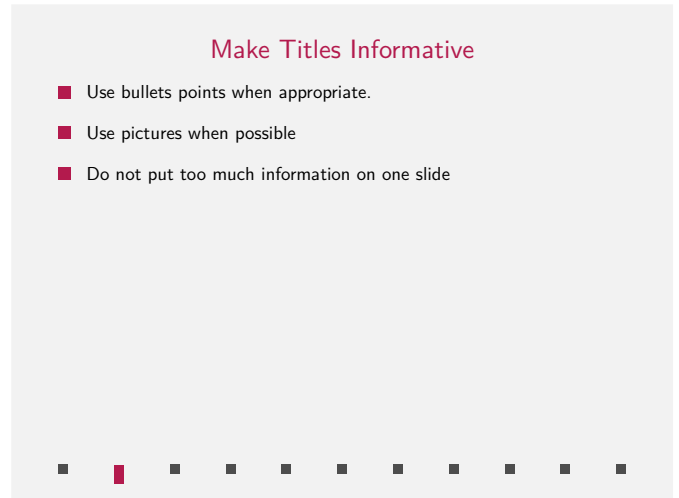 Make Titles Informative
Use bullets points when appropriate.
Use pictures when possible
Do not put too much information on one slide